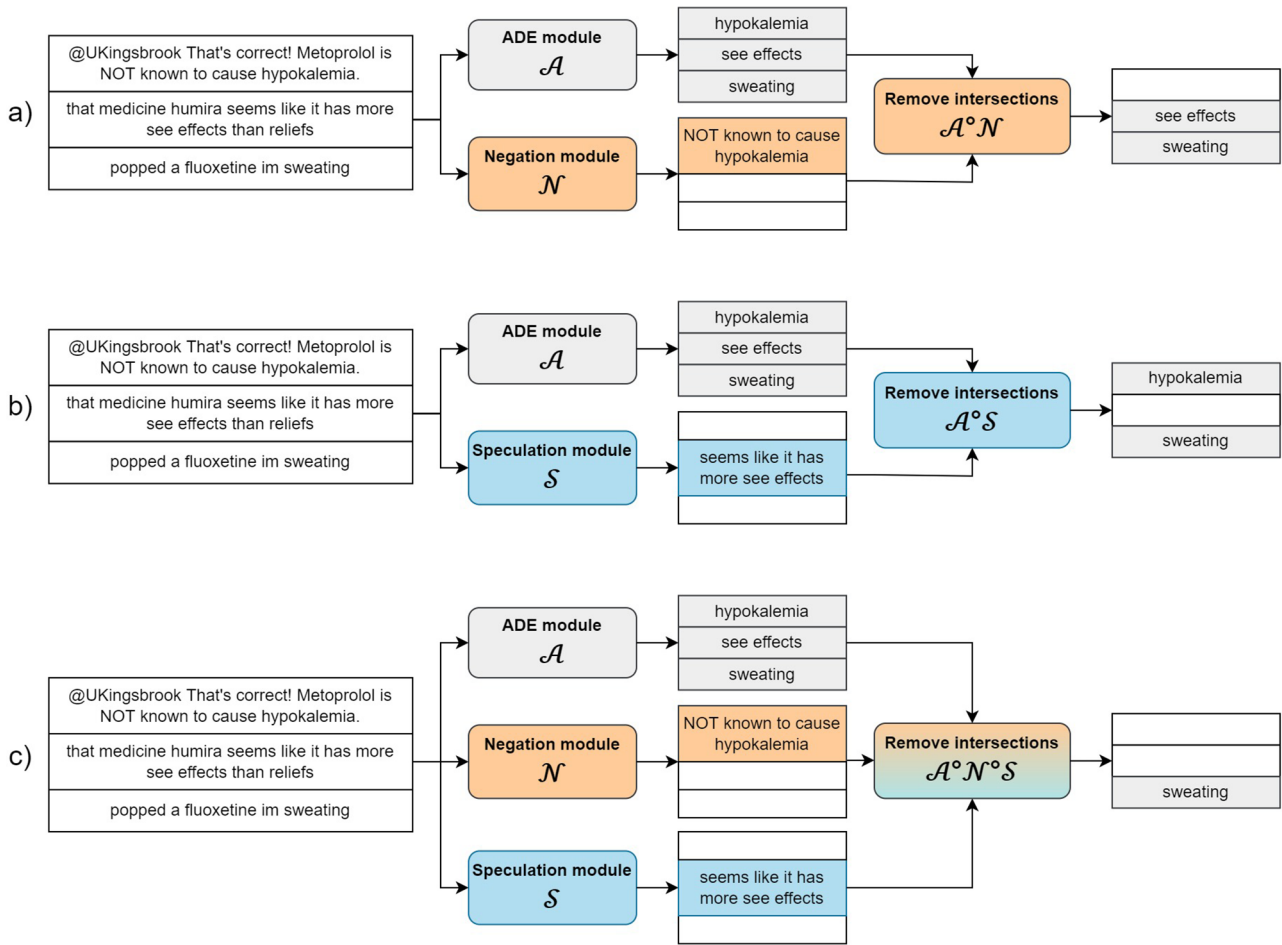 a)
@UKingsbrook That's correct! Metoprolol is
NOT known to cause hypokalemia.
that medicine humira seems like it has more
see effects than reliefs
popped a fluoxetine im sweating
ADE module
𝒜
Negation module
𝒩
hypokalemia
see effects
sweating
NOT known to cause
hypokalemia
Remove intersections
𝒜°𝒩
see effects
sweating
b)
@UKingsbrook That's correct! Metoprolol is
NOT known to cause hypokalemia.
that medicine humira seems like it has more
see effects than reliefs
popped a fluoxetine im sweating
ADE module
𝒜
Speculation module
𝒮
hypokalemia
see effects
sweating
seems like it has
more see effects
Remove intersections
𝒜°𝒮
hypokalemia
sweating
c)
@UKingsbrook That's correct! Metoprolol is
NOT known to cause hypokalemia.
that medicine humira seems like it has more
see effects than reliefs
popped a fluoxetine im sweating
ADE module
𝒜
Negation module
𝒩
Speculation module
𝒮
hypokalemia
see effects
sweating
NOT known to cause
hypokalemia
seems like it has
more see effects
Remove intersections
𝒜°𝒩°𝒮
sweating